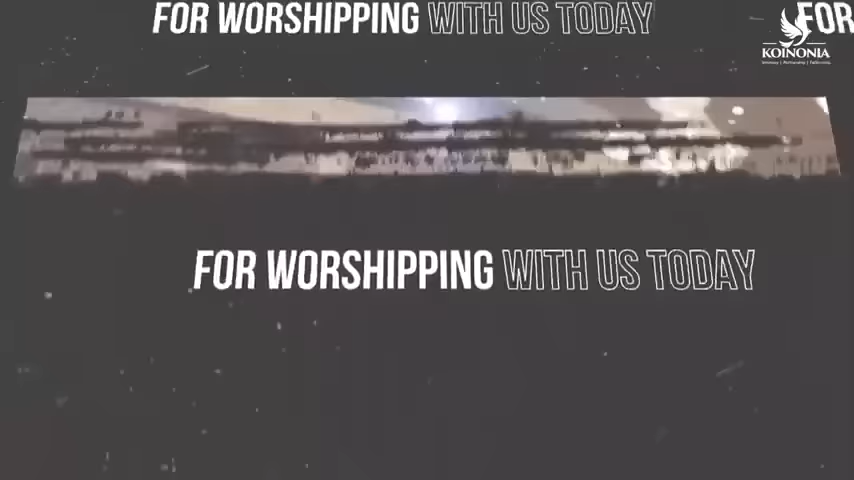 FOR WORSHIPPING WITH US TODAY
FOR
KOINONIA
FOR WORSHIPPING WITH US TODAY